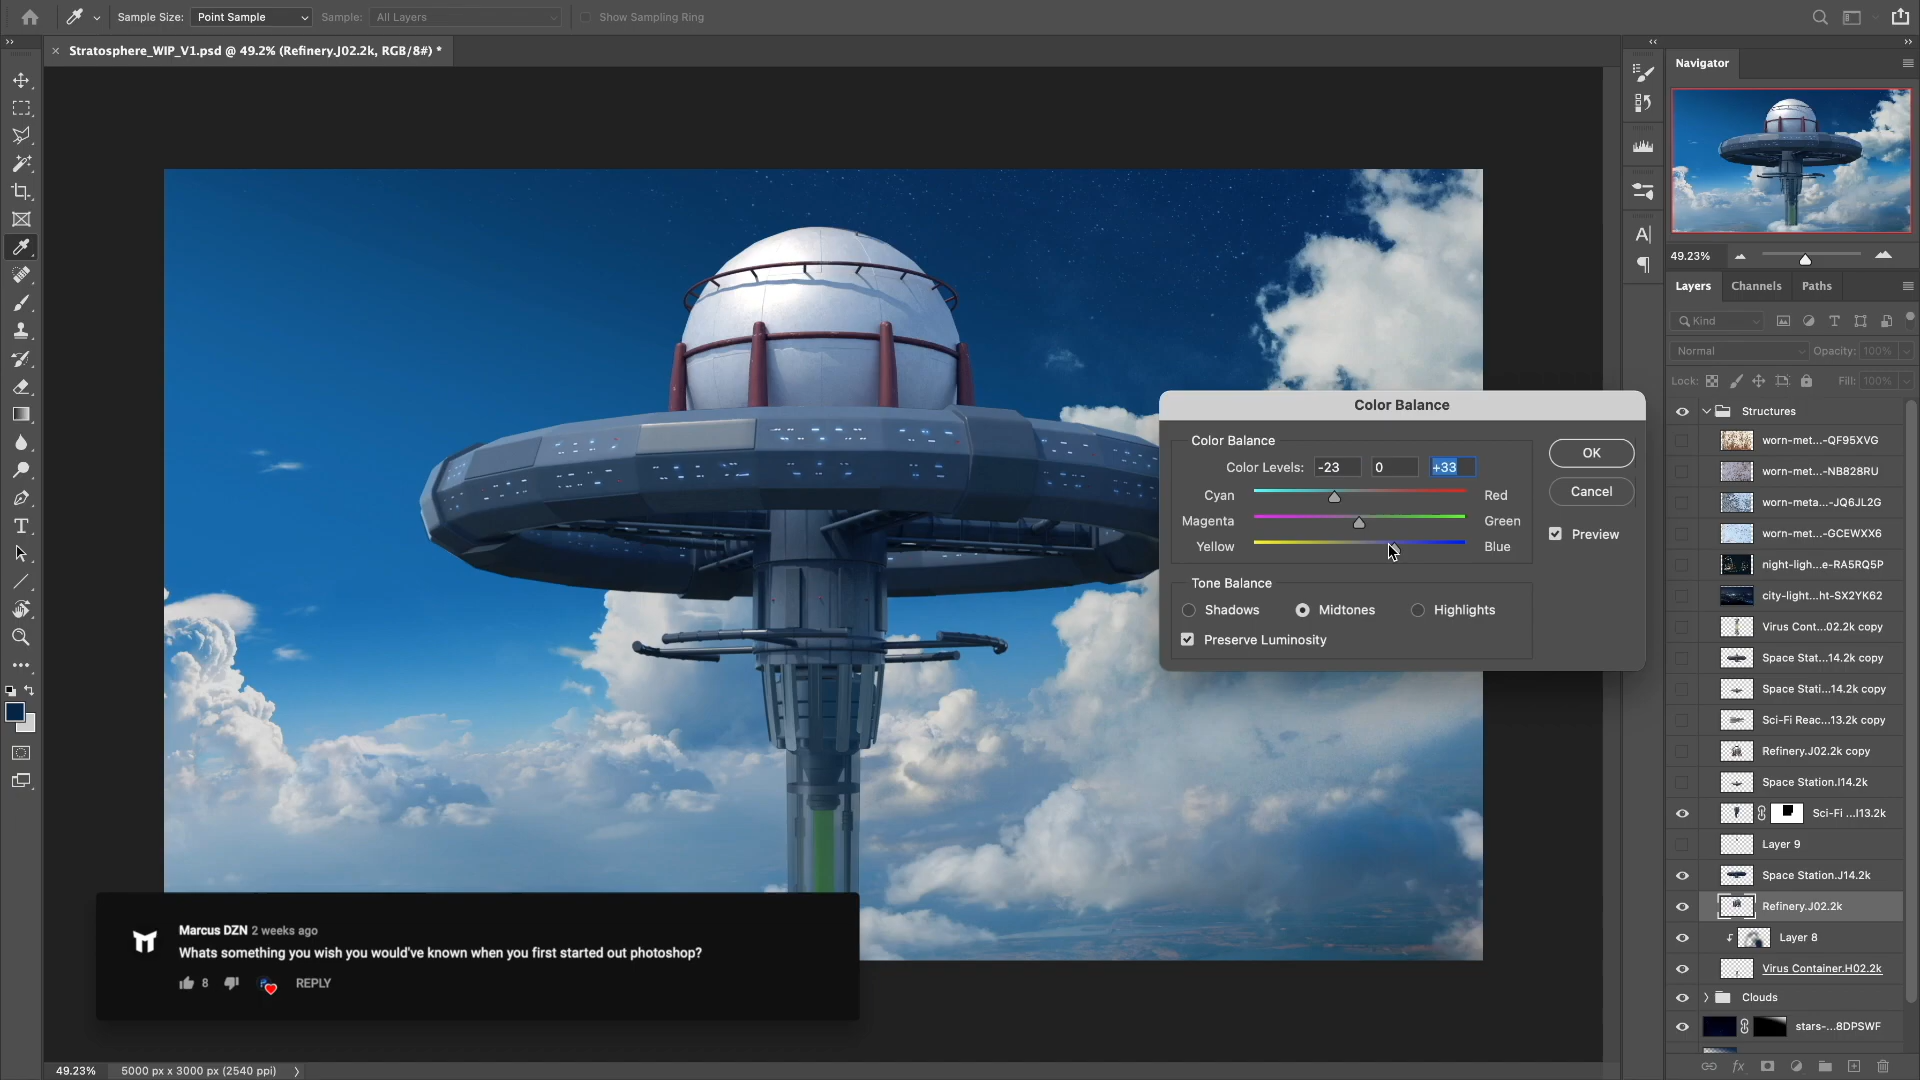 Sample Size: Point Sample Sample: All Layers Show Sampling Ring
Stratosphere_WIP_V1.psd @ 49.2% (Refinery.J02.2k, RGB/8#) *
Navigator
49.23%
Layers Channels Paths
Kind
Normal Opacity: 100%
Lock: Fill: 100%
Structures
worn-met...-QF95XVG
worn-met...-NB828RU
worn-meta...-JQ6JL2G
worn-met...-GCEWXX6
night-ligh...e-RA5RQ5P
city-light...ht-SX2YK62
Virus Cont...02.2k copy
Space Stat...14.2k copy
Space Stati...14.2k copy
Sci-Fi Reac...13.2k copy
Refinery.J02.2k copy
Space Station.I14.2k
Sci-Fi ...I13.2k
Layer 9
Space Station.J14.2k
Refinery.J02.2k
Layer 8
Virus Container.H02.2k
Clouds
stars-...8DPSWF
Color Balance
Color Balance
Color Levels: -23 0 +33
Cyan Red
Magenta Green
Yellow Blue
OK
Cancel
Preview
Tone Balance
Shadows Midtones Highlights
Preserve Luminosity
Marcus DZN 2 weeks ago
Whats something you wish you would've known when you first started out photoshop?
8 REPLY
49.23% 5000 px x 3000 px (2540 ppi)